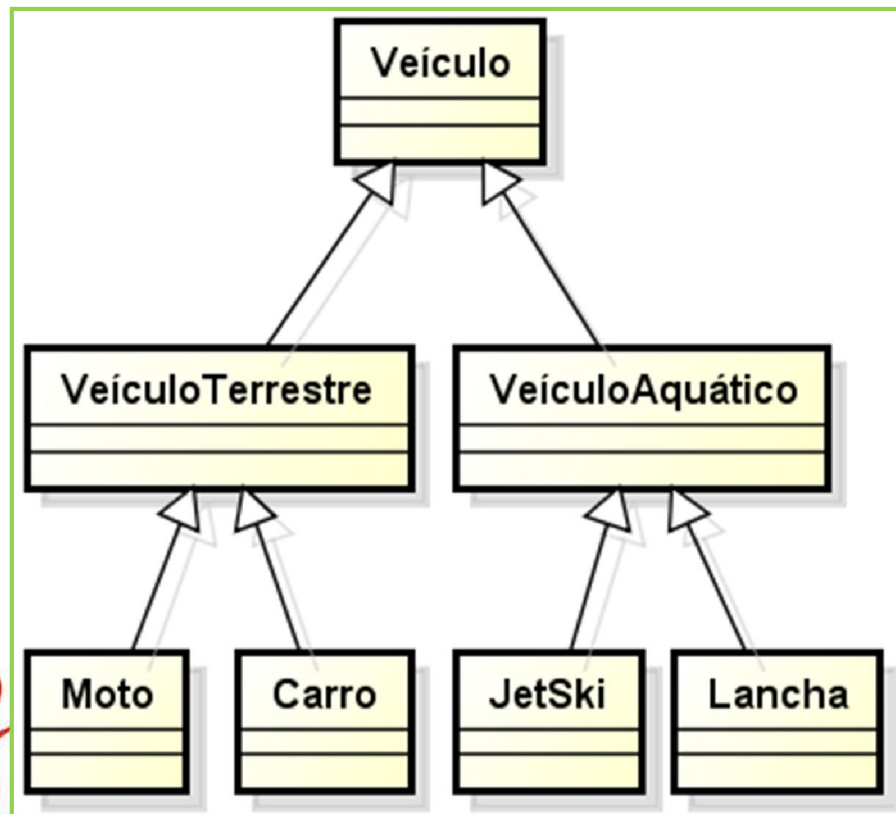 Veículo
VeículoTerrestre
VeículoAquático
Moto
Carro
JetSki
Lancha